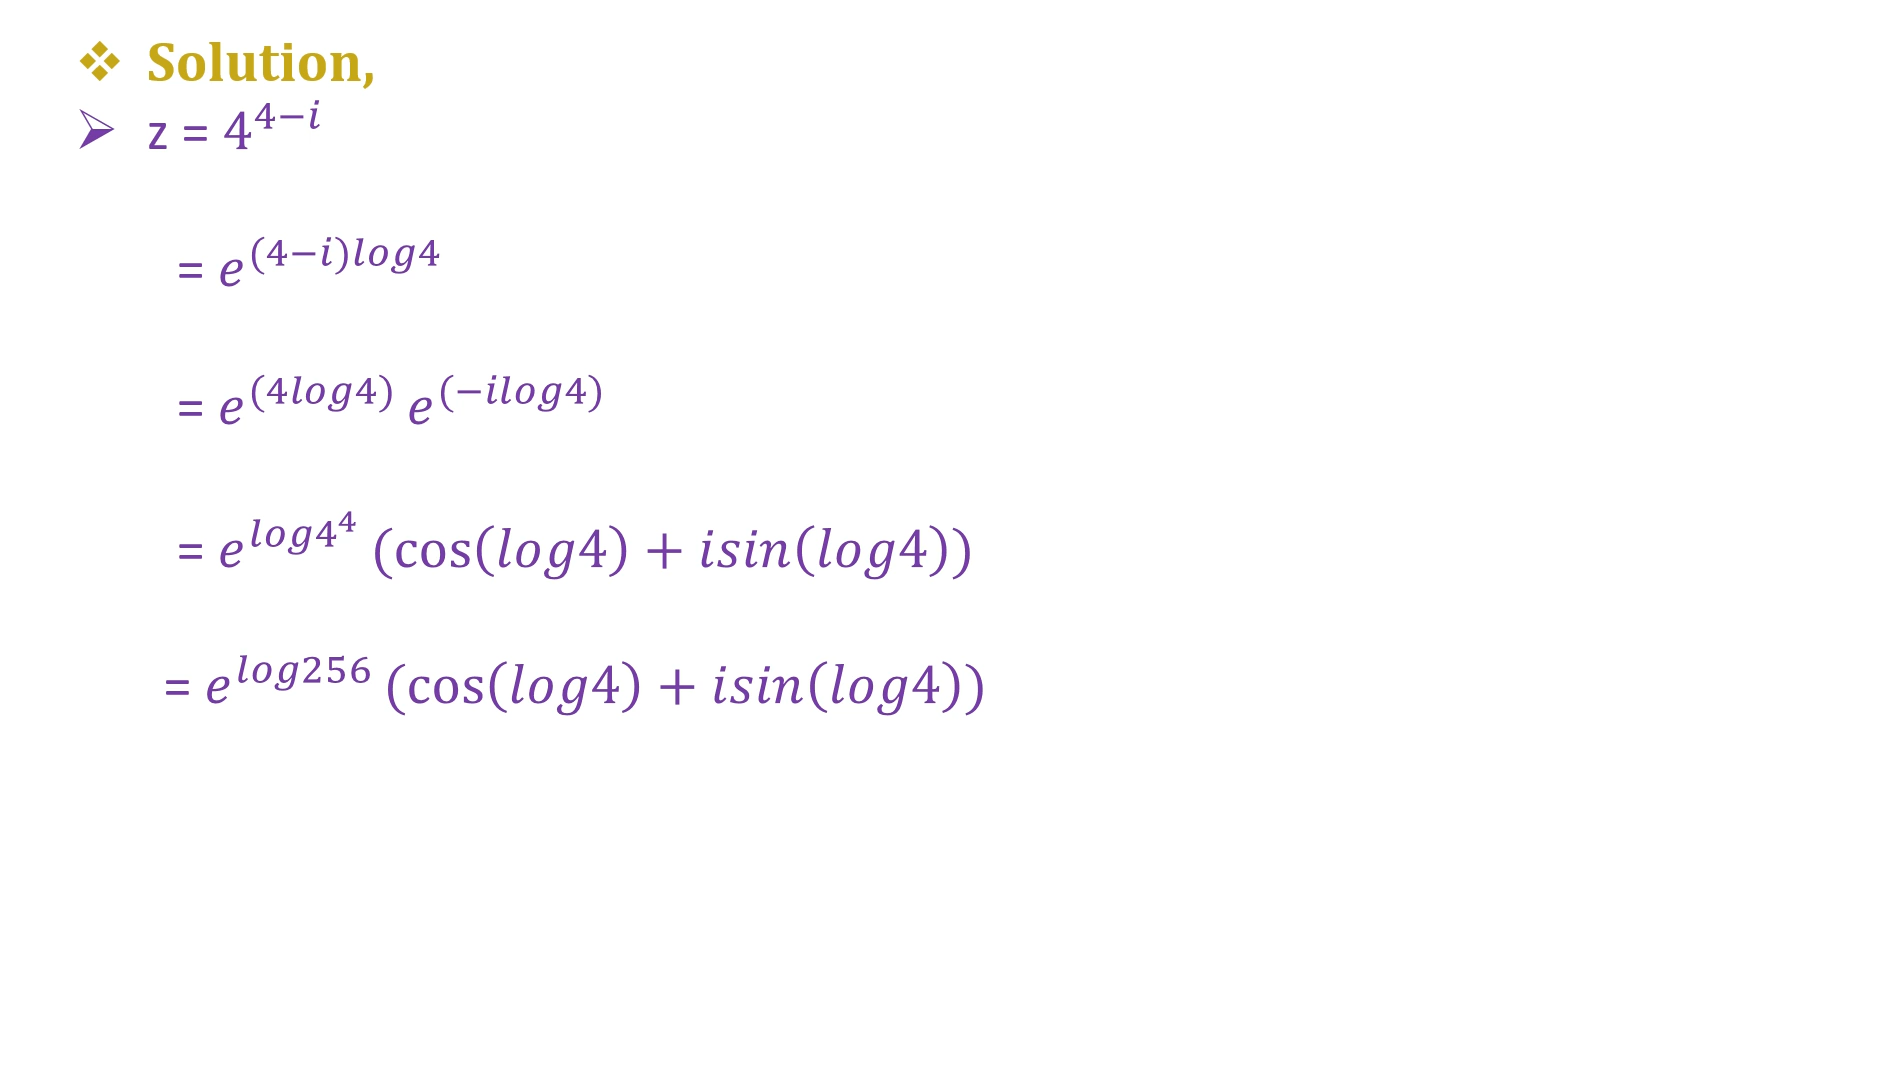 ❖ Solution,
➢ z = 4^{4−i}
= e^{(4−i)log4}
= e^{(4log4)} e^{(−ilog4)}
= e^{log4^4} (cos(log4) + isin(log4))
= e^{log256} (cos(log4) + isin(log4))